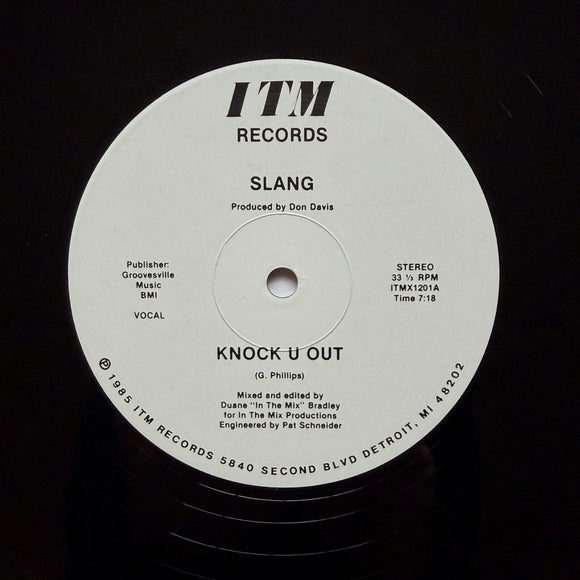 ITM
RECORDS
SLANG
Produced by Don Davis
Publisher:
Groovesville
Music
BMI
VOCAL
STEREO
33 ⅓ RPM
ITMX1201A
Time 7:18
KNOCK U OUT
(G. Phillips)
Mixed and edited by
Duane "In The Mix" Bradley
for In The Mix Productions
Engineered by Pat Schneider
℗ 1985 ITM RECORDS 5840 SECOND BLVD DETROIT, MI 48202